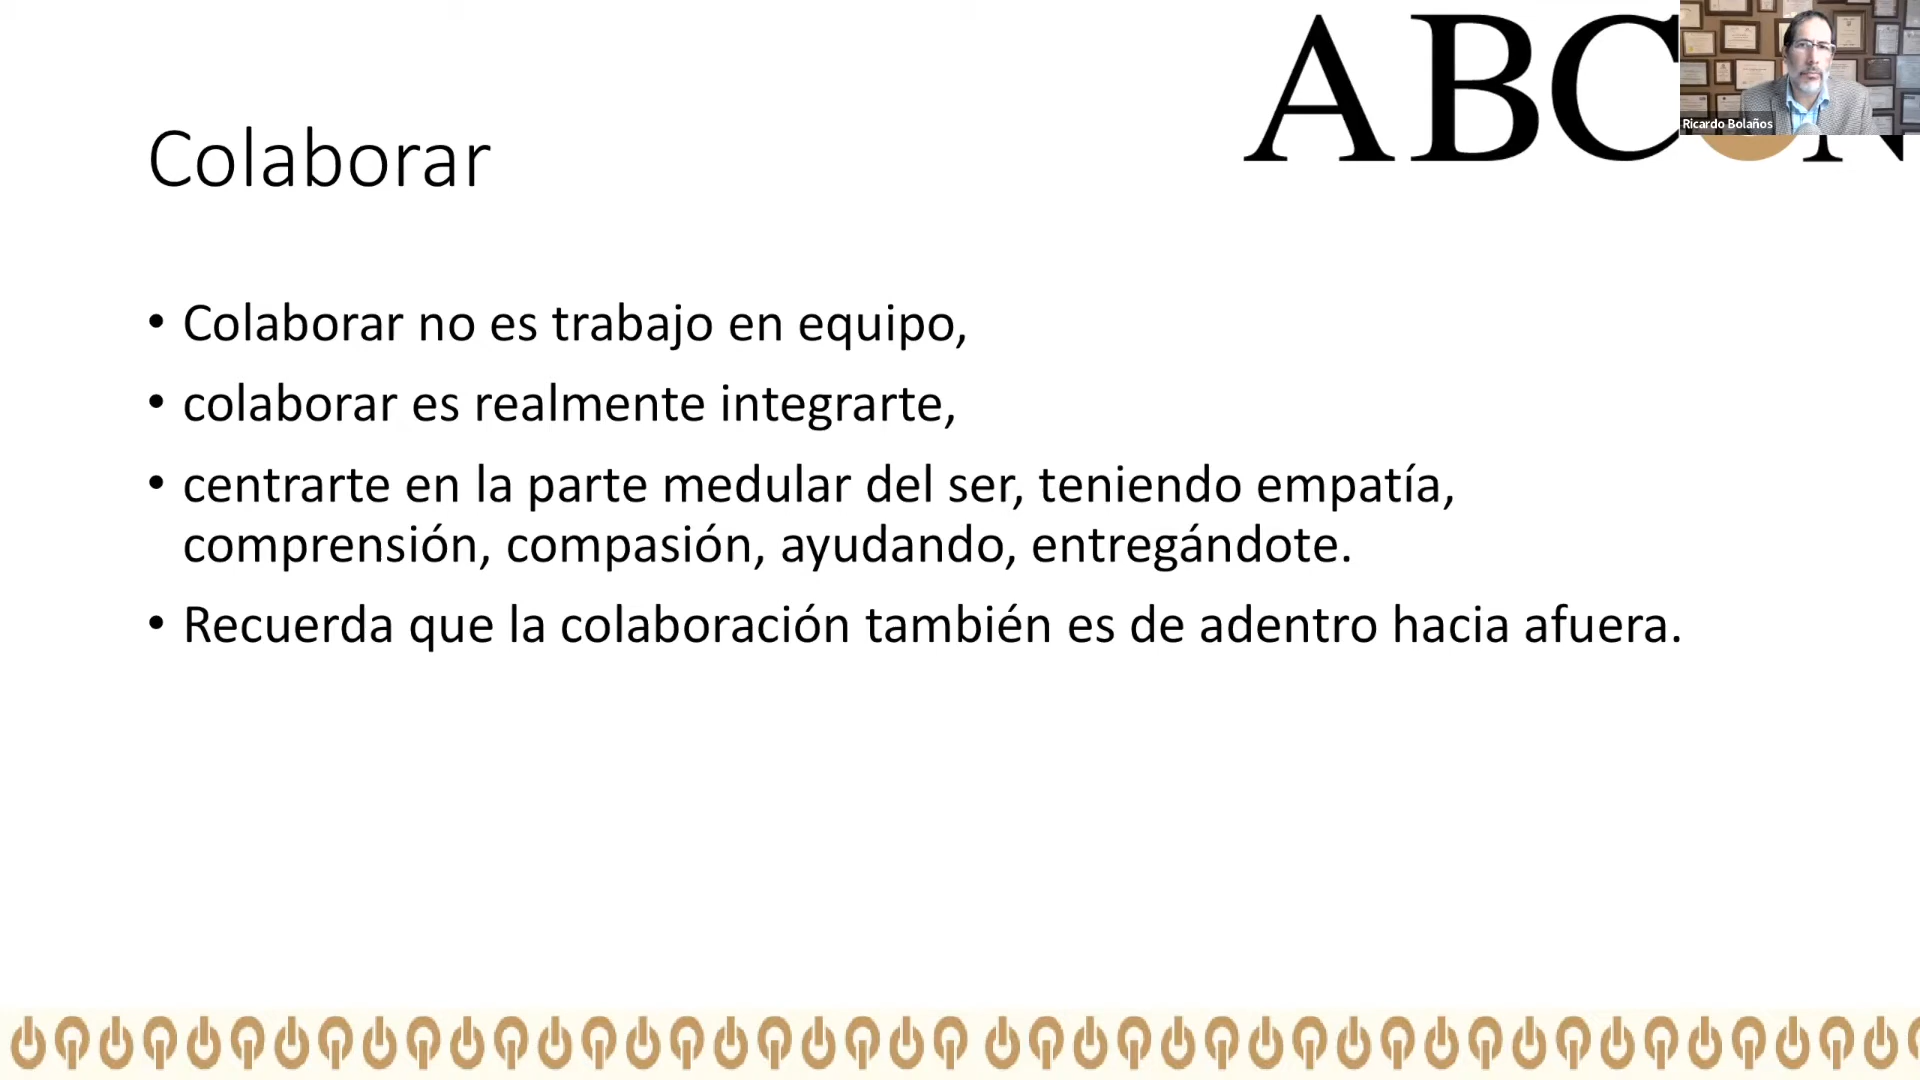 ABC N
Ricardo Bolaños
Colaborar
• Colaborar no es trabajo en equipo,
• colaborar es realmente integrarte,
• centrarte en la parte medular del ser, teniendo empatía,
comprensión, compasión, ayudando, entregándote.
• Recuerda que la colaboración también es de adentro hacia afuera.